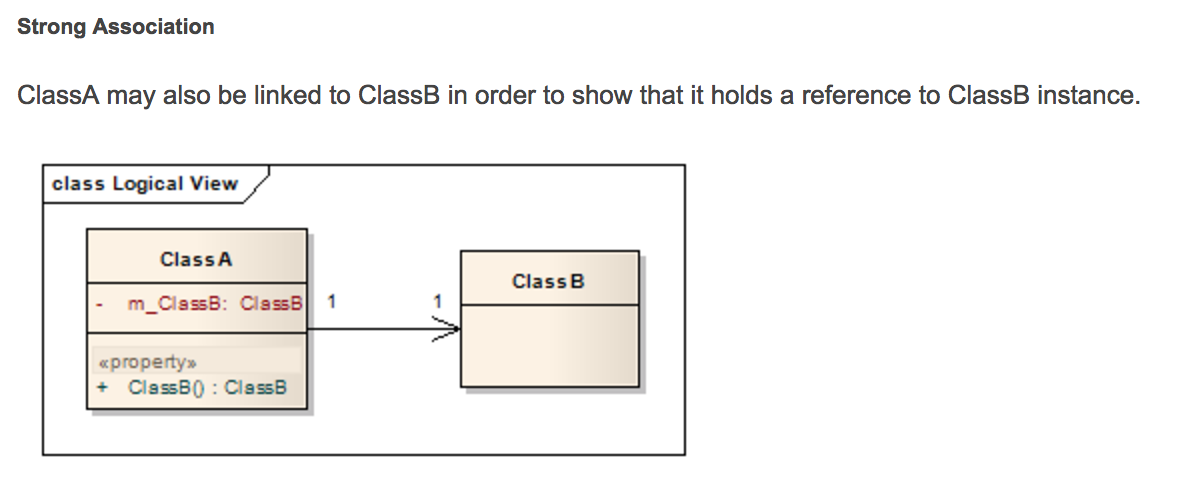 Strong Association
ClassA may also be linked to ClassB in order to show that it holds a reference to ClassB instance.
class Logical View
ClassA
- m_ClassB: ClassB
1
1
ClassB
«property»
+ ClassB() : ClassB